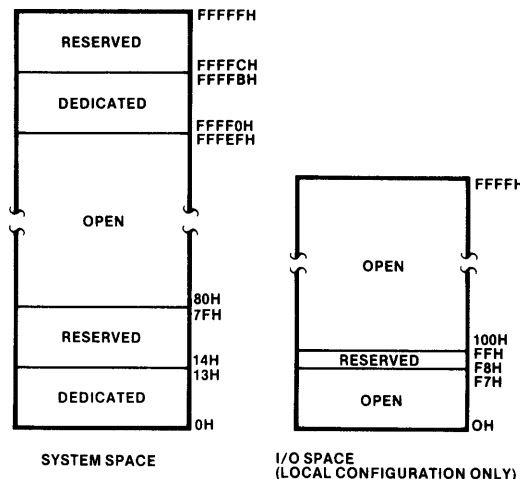 FFFFFH
RESERVED
FFFFCH
FFFFBH
DEDICATED
FFFF0H
FFFEFH
OPEN
80H
7FH
RESERVED
14H
13H
DEDICATED
0H
SYSTEM SPACE
FFFFH
OPEN
100H
FFH
RESERVED
F8H
F7H
OPEN
OH
I/O SPACE
(LOCAL CONFIGURATION ONLY)